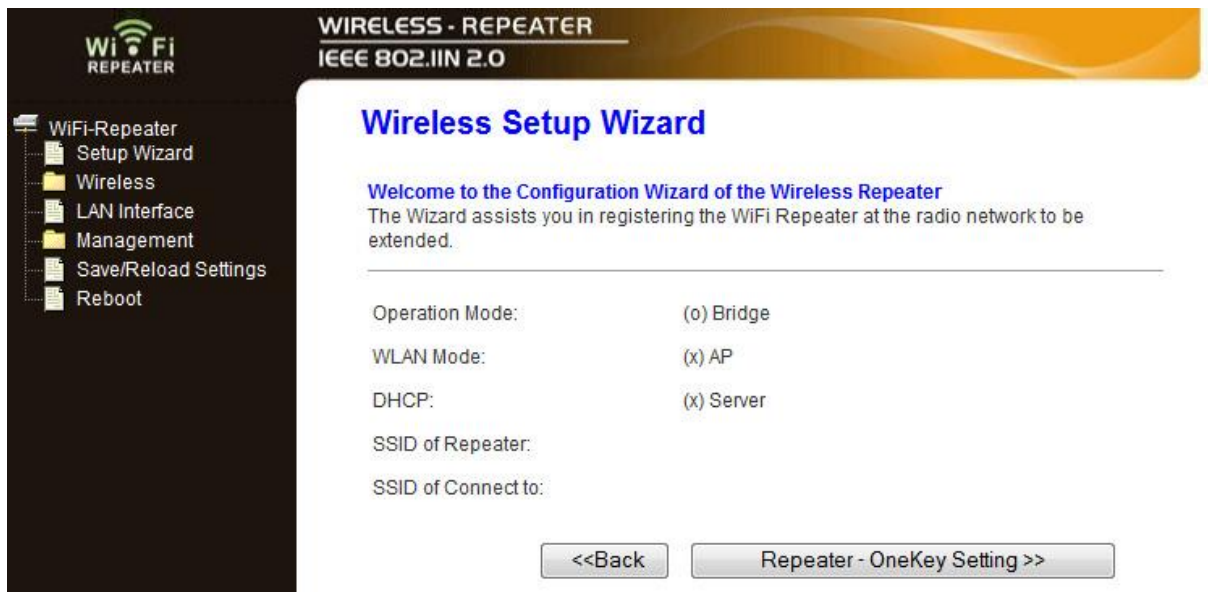 Wi Fi
REPEATER
WIRELESS - REPEATER
IEEE 802.11N 2.0
WiFi-Repeater
Setup Wizard
Wireless
LAN Interface
Management
Save/Reload Settings
Reboot
Wireless Setup Wizard
Welcome to the Configuration Wizard of the Wireless Repeater
The Wizard assists you in registering the WiFi Repeater at the radio network to be
extended.
Operation Mode: (o) Bridge
WLAN Mode: (x) AP
DHCP: (x) Server
SSID of Repeater:
SSID of Connect to:
<<Back Repeater - OneKey Setting >>